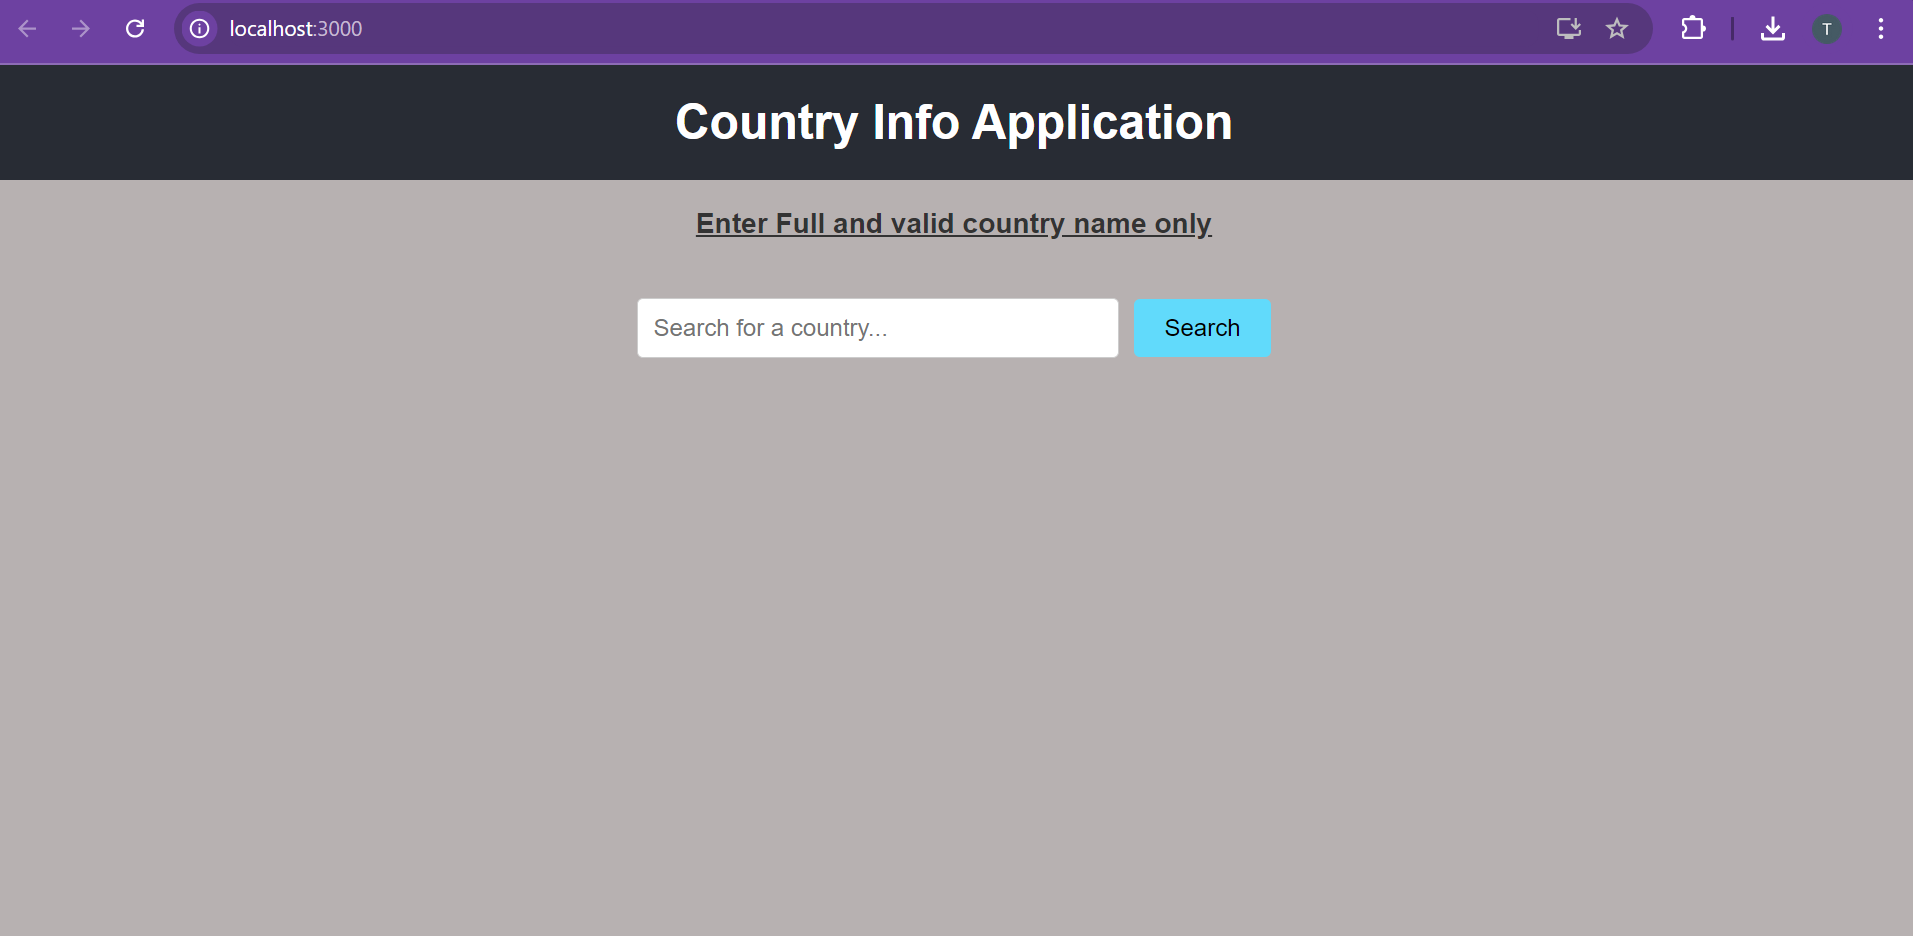 localhost:3000
T
Country Info Application
Enter Full and valid country name only
Search for a country...
Search